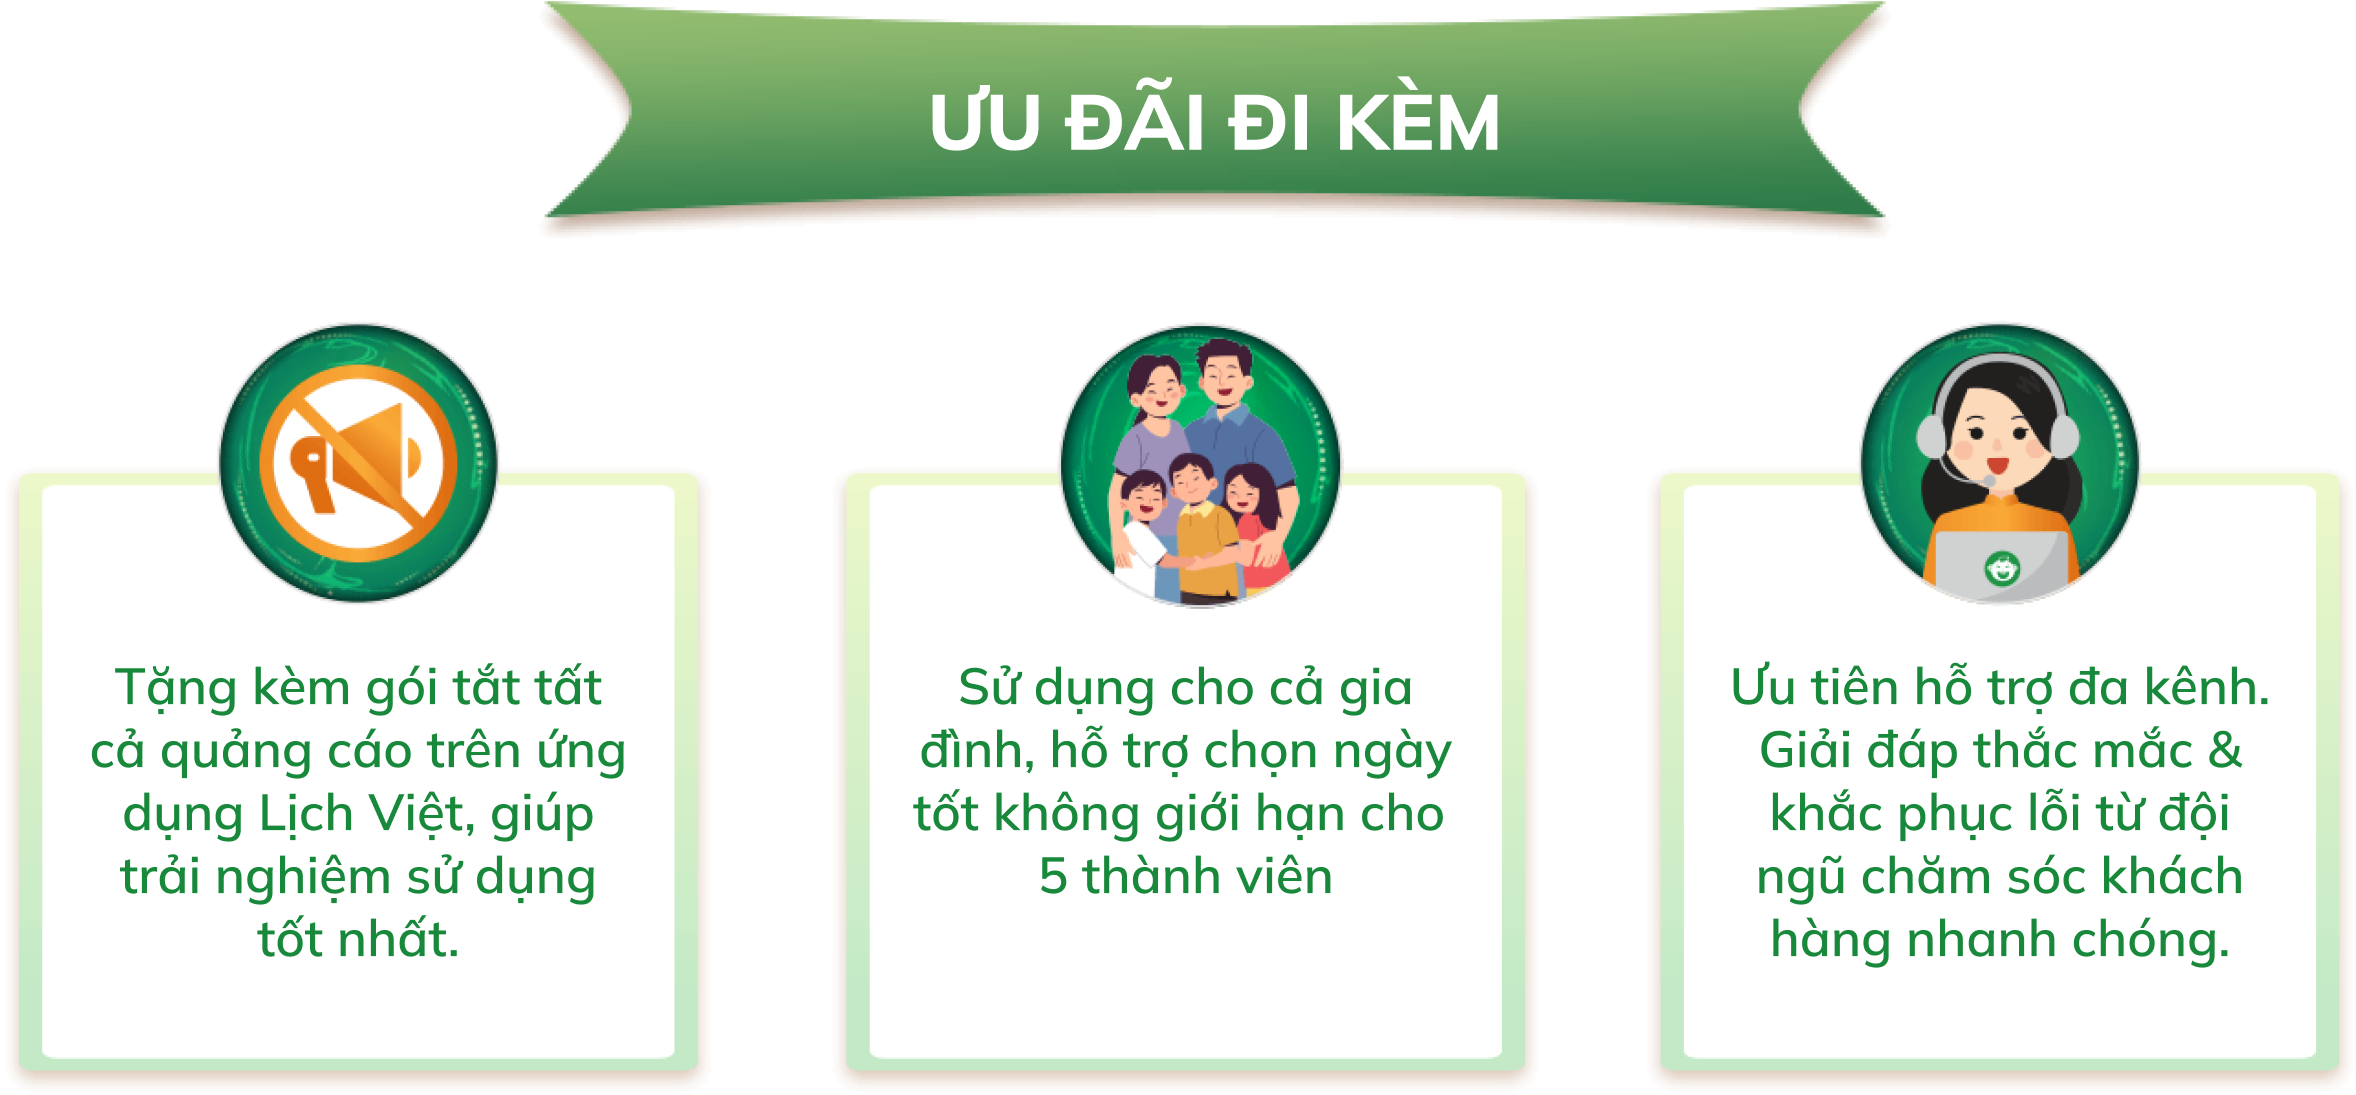 ƯU ĐÃI ĐI KÈM
Tặng kèm gói tắt tất
cả quảng cáo trên ứng
dụng Lịch Việt, giúp
trải nghiệm sử dụng
tốt nhất.
Sử dụng cho cả gia
đình, hỗ trợ chọn ngày
tốt không giới hạn cho
5 thành viên
Ưu tiên hỗ trợ đa kênh.
Giải đáp thắc mắc &
khắc phục lỗi từ đội
ngũ chăm sóc khách
hàng nhanh chóng.